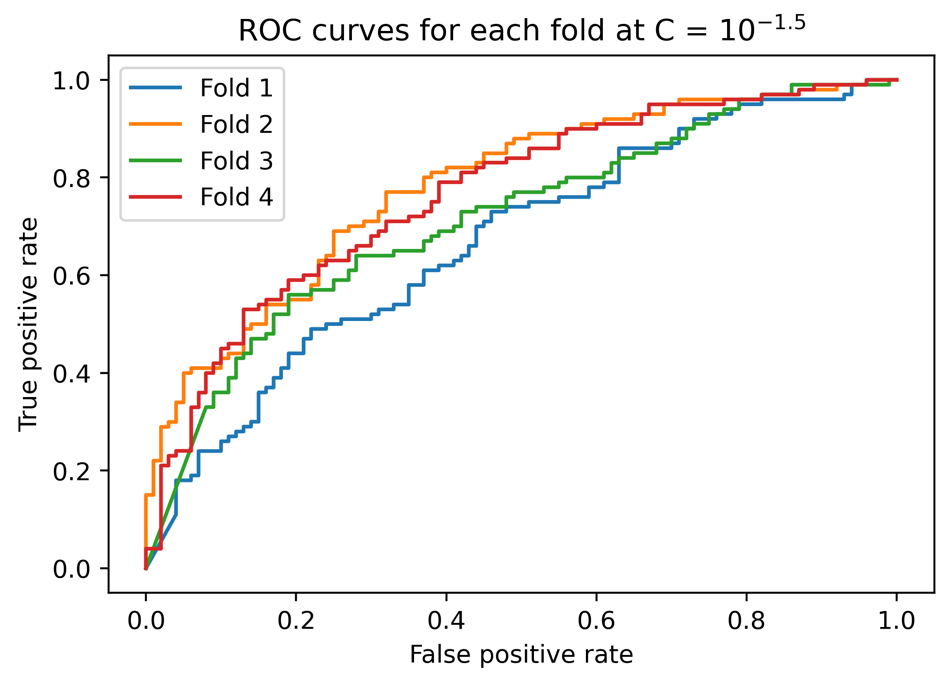 ROC curves for each fold at C = 10⁻¹·⁵
1.0
0.8
0.6
0.4
0.2
0.0
True positive rate
Fold 1
Fold 2
Fold 3
Fold 4
0.0 0.2 0.4 0.6 0.8 1.0
False positive rate